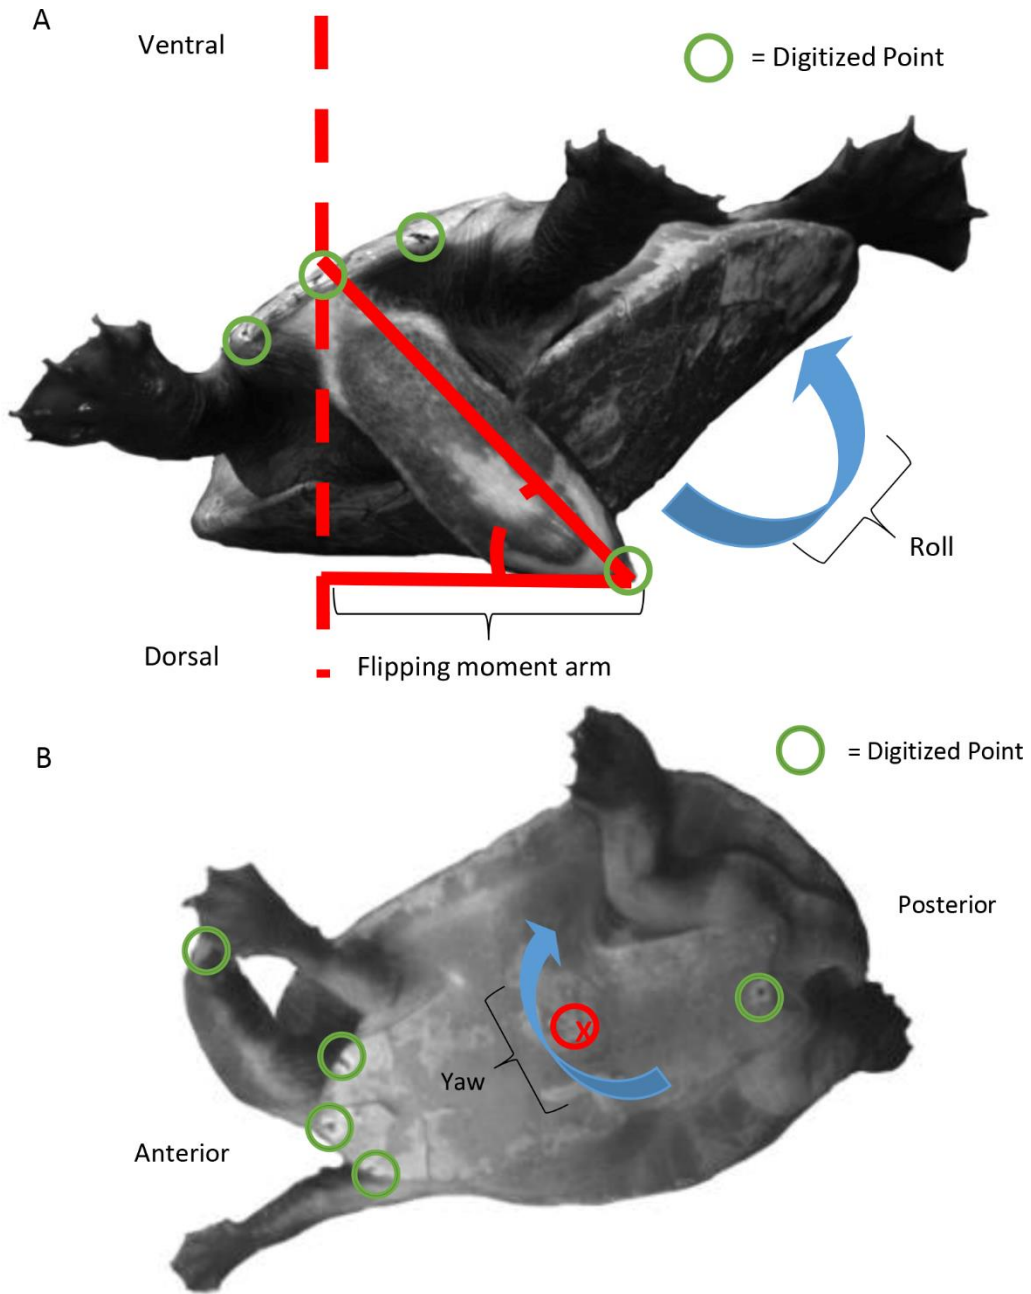 A
Ventral
= Digitized Point
Roll
Dorsal
Flipping moment arm
B
= Digitized Point
Posterior
X
Yaw
Anterior